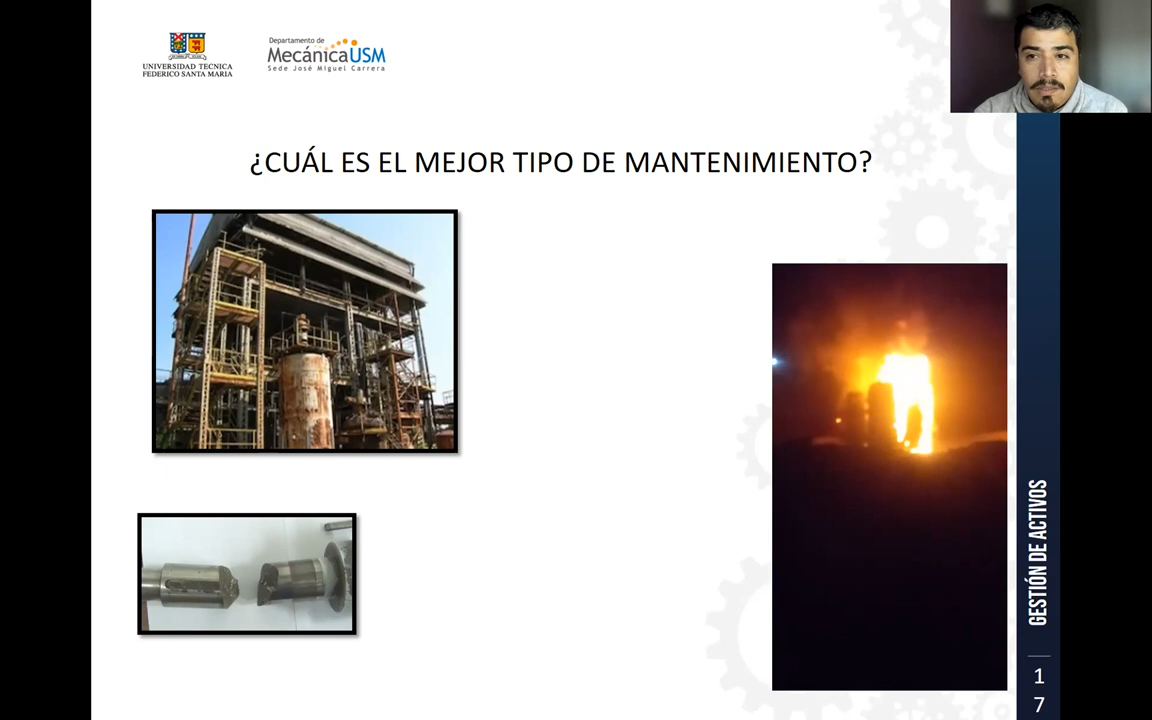 UNIVERSIDAD TECNICA
FEDERICO SANTA MARIA
Departamento de
MecánicaUSM
Sede José Miguel Carrera
¿CUÁL ES EL MEJOR TIPO DE MANTENIMIENTO?
GESTIÓN DE ACTIVOS
1
7